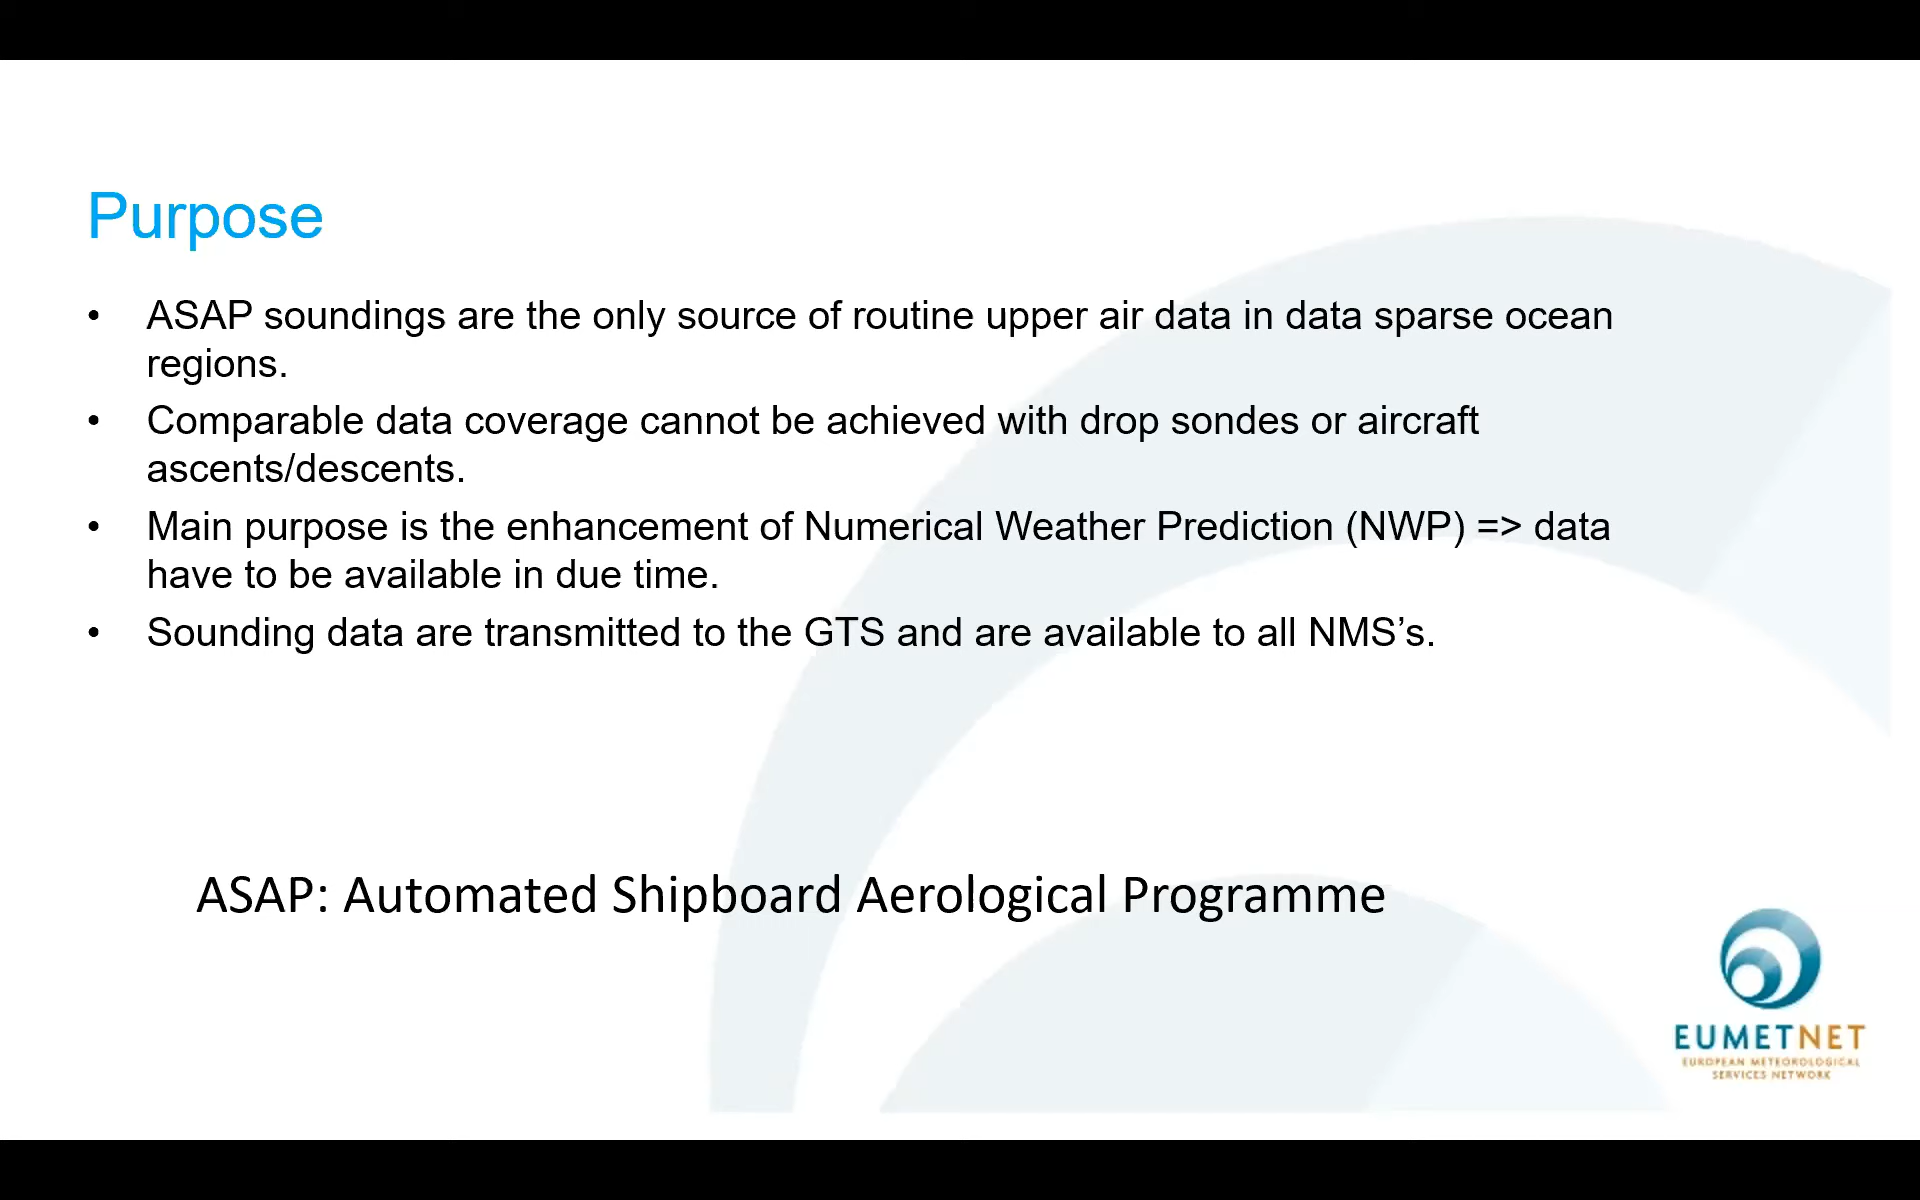 Purpose
• ASAP soundings are the only source of routine upper air data in data sparse ocean
regions.
• Comparable data coverage cannot be achieved with drop sondes or aircraft
ascents/descents.
• Main purpose is the enhancement of Numerical Weather Prediction (NWP) => data
have to be available in due time.
• Sounding data are transmitted to the GTS and are available to all NMS’s.
ASAP: Automated Shipboard Aerological Programme
EUMETNET
EUROPEAN METEOROLOGICAL
SERVICES NETWORK